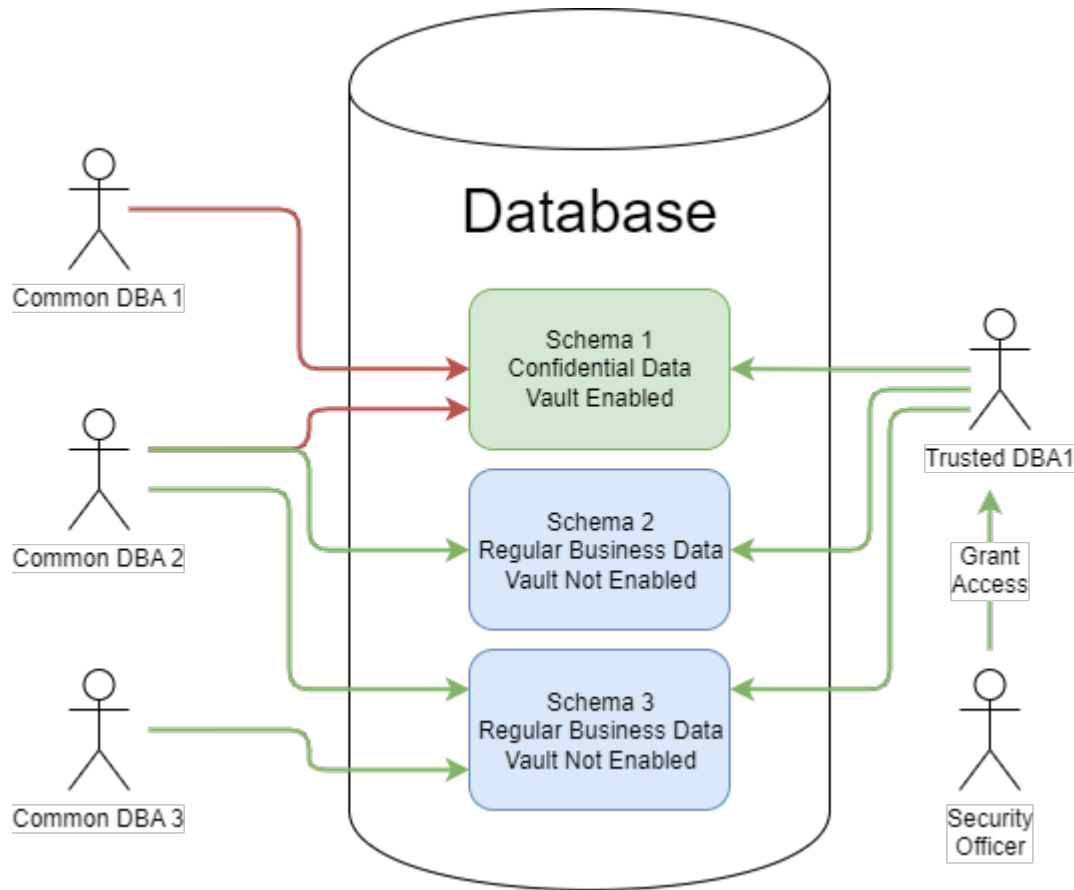 Database
Common DBA 1
Schema 1
Confidential Data
Vault Enabled
Trusted DBA1
Common DBA 2
Schema 2
Regular Business Data
Vault Not Enabled
Grant
Access
Schema 3
Regular Business Data
Vault Not Enabled
Common DBA 3
Security
Officer